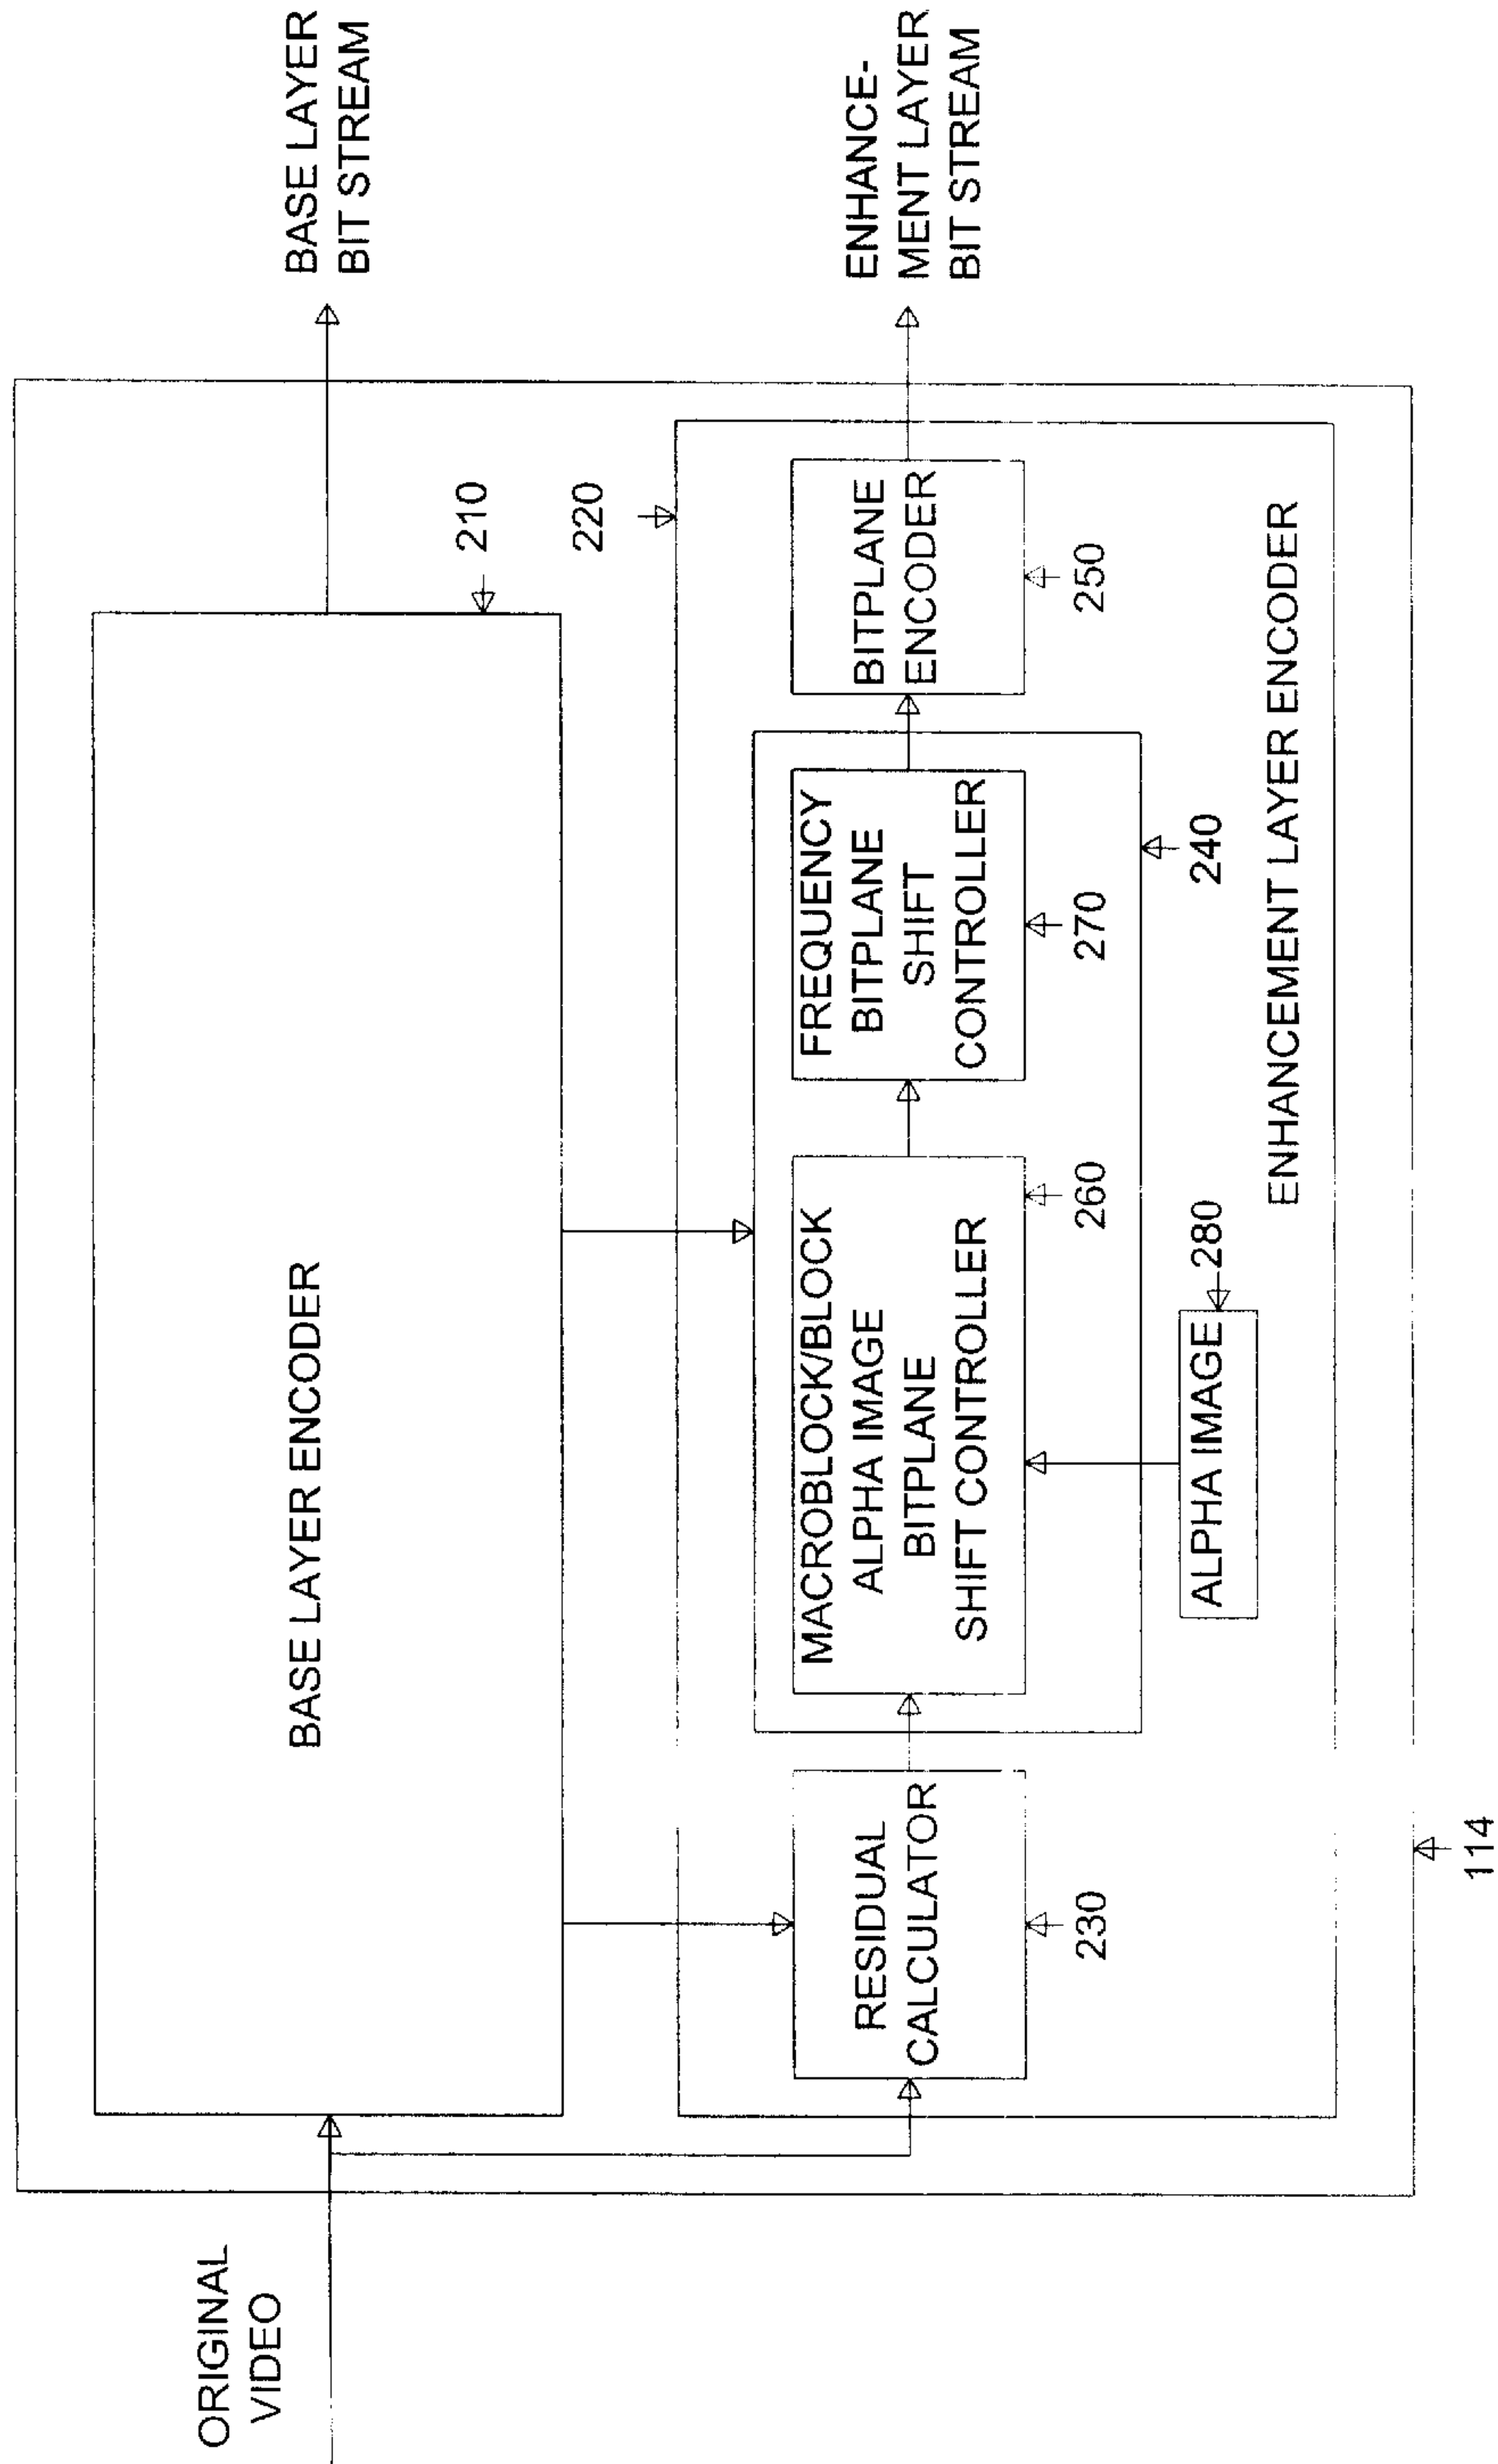 ORIGINAL
VIDEO
BASE LAYER ENCODER
210
BASE LAYER
BIT STREAM
220
RESIDUAL
CALCULATOR
230
MACROBLOCK/BLOCK
ALPHA IMAGE
BITPLANE
SHIFT CONTROLLER
260
FREQUENCY
BITPLANE
SHIFT
CONTROLLER
270
BITPLANE
ENCODER
250
ENHANCE-
MENT LAYER
BIT STREAM
240
ALPHA IMAGE
280
ENHANCEMENT LAYER ENCODER
114